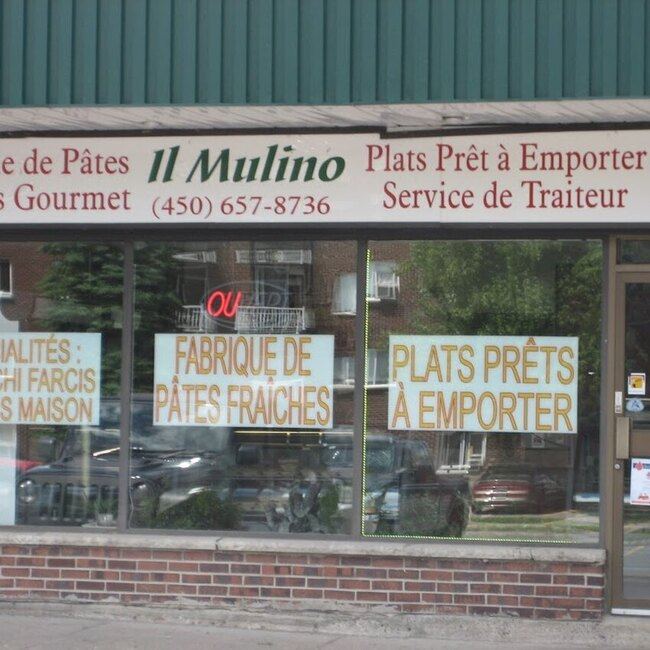 e de Pâtes
s Gourmet
Il Mulino
(450) 657-8736
Plats Prêt à Emporter
Service de Traiteur
OU
IALITÉS :
CHI FARCIS
S MAISON
FABRIQUE DE
PÂTES FRAÎCHES
PLATS PRÊTS
À EMPORTER